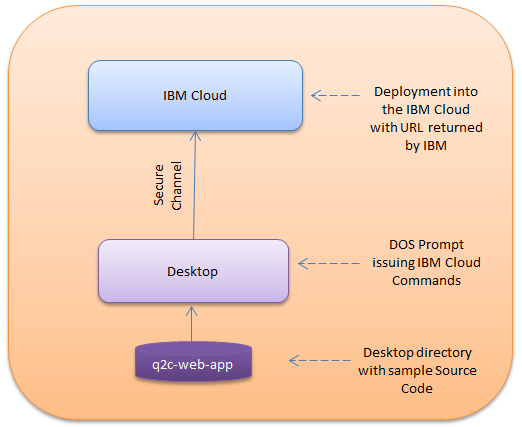 IBM Cloud
Deployment into
the IBM Cloud
with URL returned
by IBM
Secure
Channel
Desktop
DOS Prompt
issuing IBM Cloud
Commands
q2c-web-app
Desktop directory
with sample Source
Code